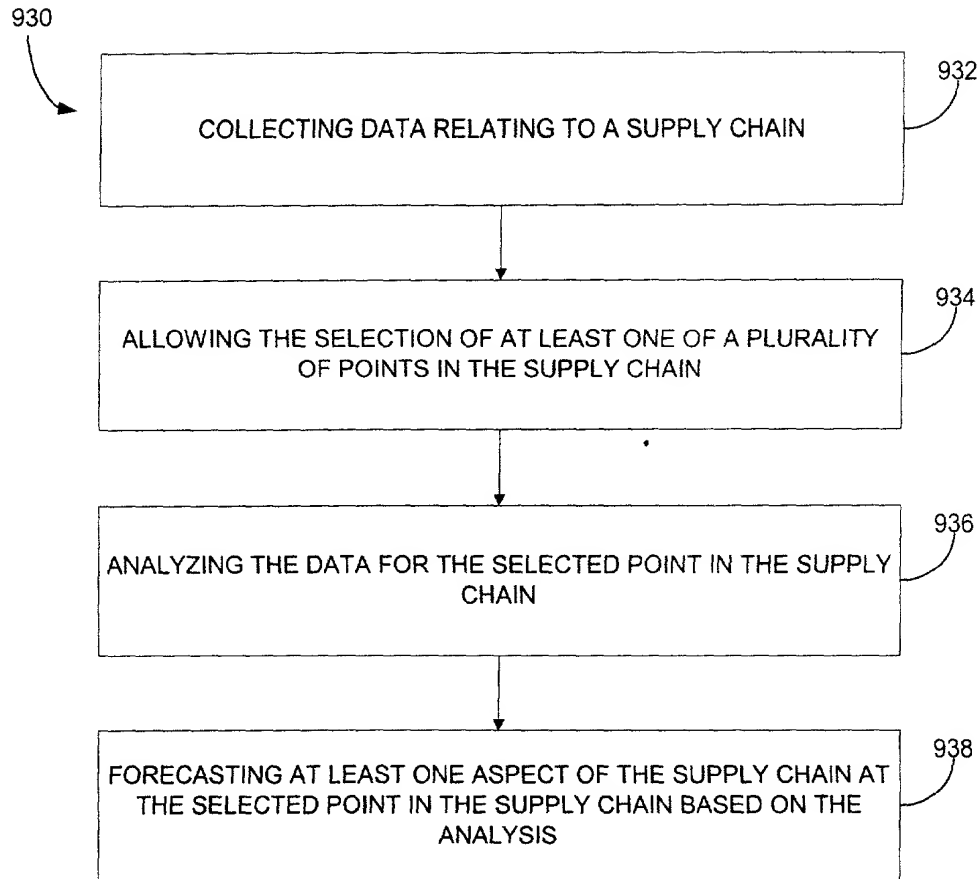 930
COLLECTING DATA RELATING TO A SUPPLY CHAIN
932
ALLOWING THE SELECTION OF AT LEAST ONE OF A PLURALITY
OF POINTS IN THE SUPPLY CHAIN
934
ANALYZING THE DATA FOR THE SELECTED POINT IN THE SUPPLY
CHAIN
936
FORECASTING AT LEAST ONE ASPECT OF THE SUPPLY CHAIN AT
THE SELECTED POINT IN THE SUPPLY CHAIN BASED ON THE
ANALYSIS
938